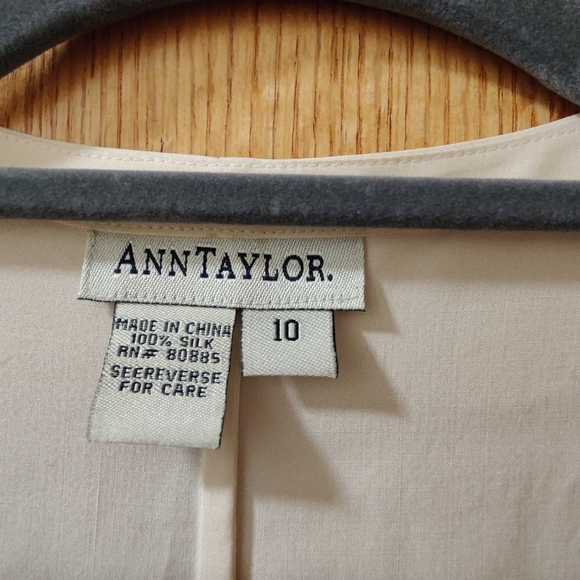 ANNTAYLOR.
MADE IN CHINA
100% SILK
RN# 80885
SEEREVERSE
FOR CARE
10